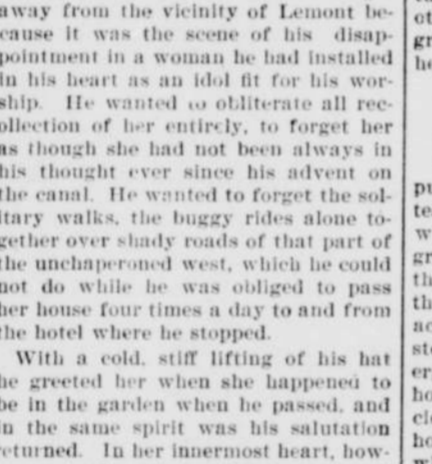 away from the vicinity of Lemont be-
cause it was the scene of his disap-
pointment in a woman he had installed
in his heart as an idol fit for his wor-
ship. He wanted to obliterate all rec-
ollection of her entirely, to forget her
as though she had not been always in
his thought ever since his advent on
the canal. He wanted to forget the sol-
itary walks, the buggy rides alone to-
gether over shady roads of that part of
the unchaperoned west, which he could
not do while he was obliged to pass
her house four times a day to and from
the hotel where he stopped.
With a cold, stiff lifting of his hat
he greeted her when she happened to
be in the garden when he passed, and
in the same spirit was his salutation
returned. In her innermost heart, how-